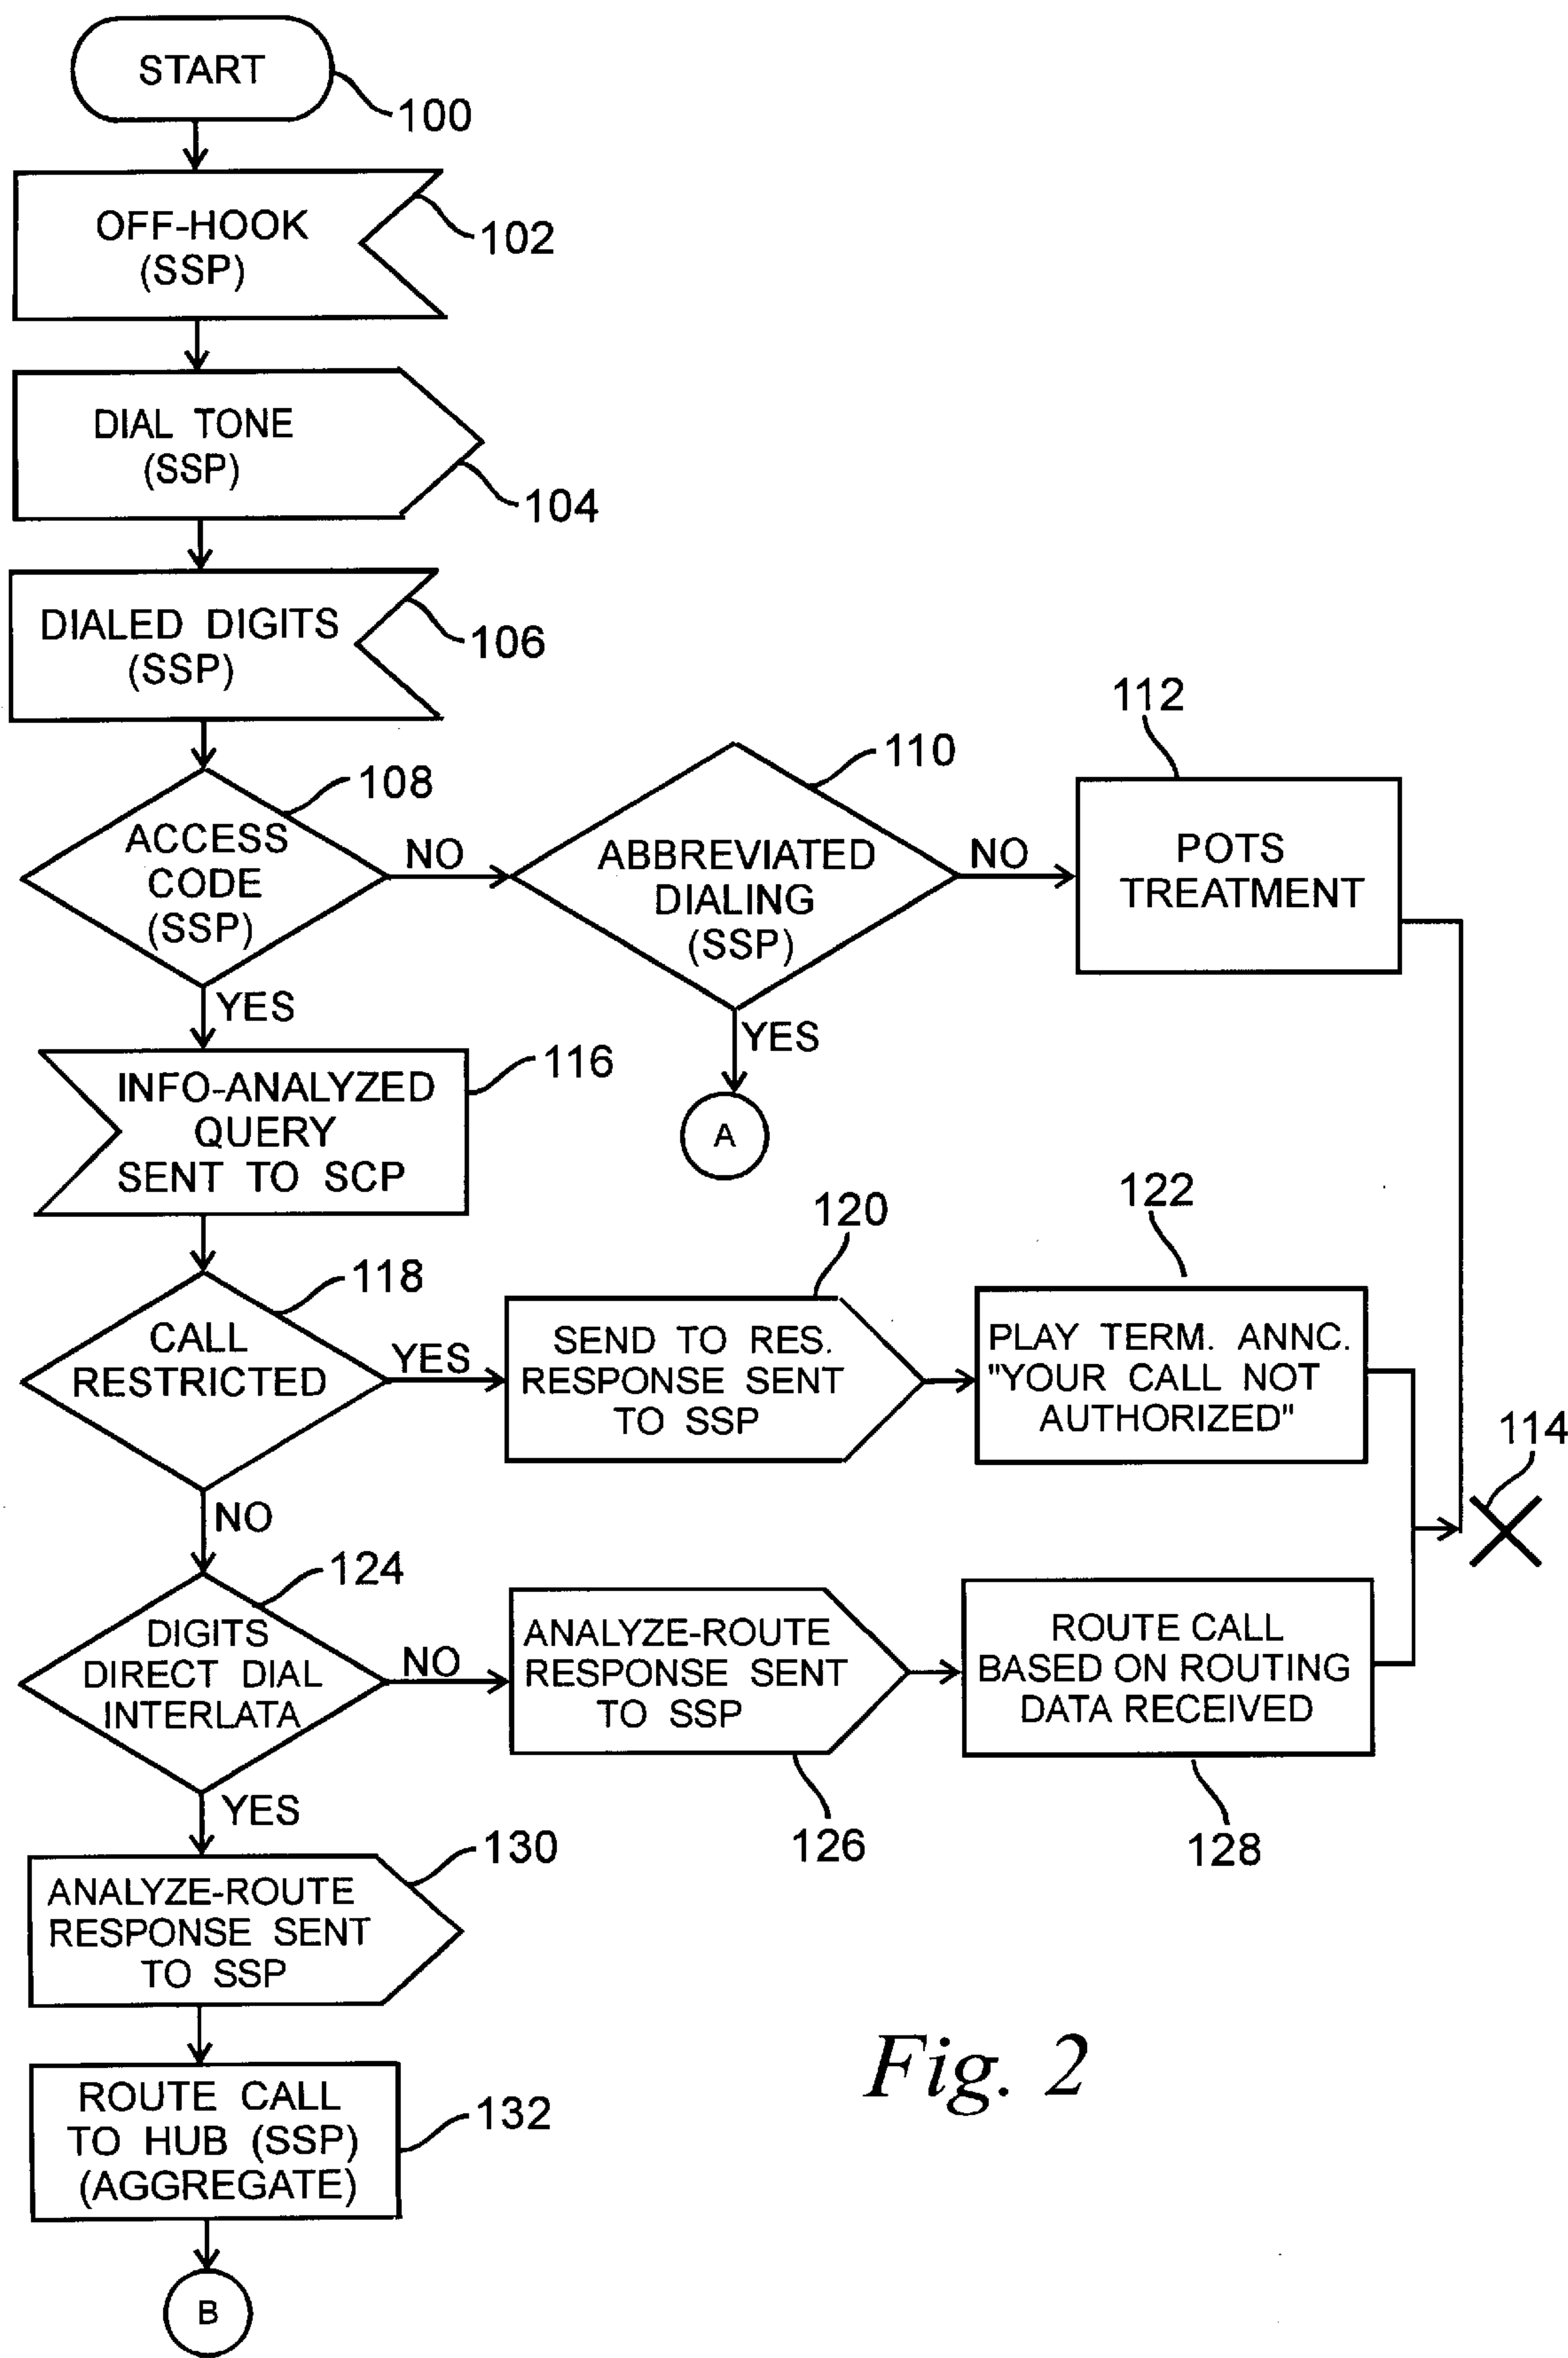 START
100
OFF-HOOK
(SSP)
102
DIAL TONE
(SSP)
104
DIALED DIGITS
(SSP)
106
108
ACCESS
CODE
(SSP)
NO
YES
110
ABBREVIATED
DIALING
(SSP)
NO
YES
A
112
POTS
TREATMENT
INFO-ANALYZED
QUERY
SENT TO SCP
116
118
CALL
RESTRICTED
YES
NO
120
SEND TO RES.
RESPONSE SENT
TO SSP
122
PLAY TERM. ANNC.
"YOUR CALL NOT
AUTHORIZED"
114
124
DIGITS
DIRECT DIAL
INTERLATA
NO
YES
ANALYZE-ROUTE
RESPONSE SENT
TO SSP
126
ROUTE CALL
BASED ON ROUTING
DATA RECEIVED
128
130
ANALYZE-ROUTE
RESPONSE SENT
TO SSP
ROUTE CALL
TO HUB (SSP)
(AGGREGATE)
132
B
Fig. 2